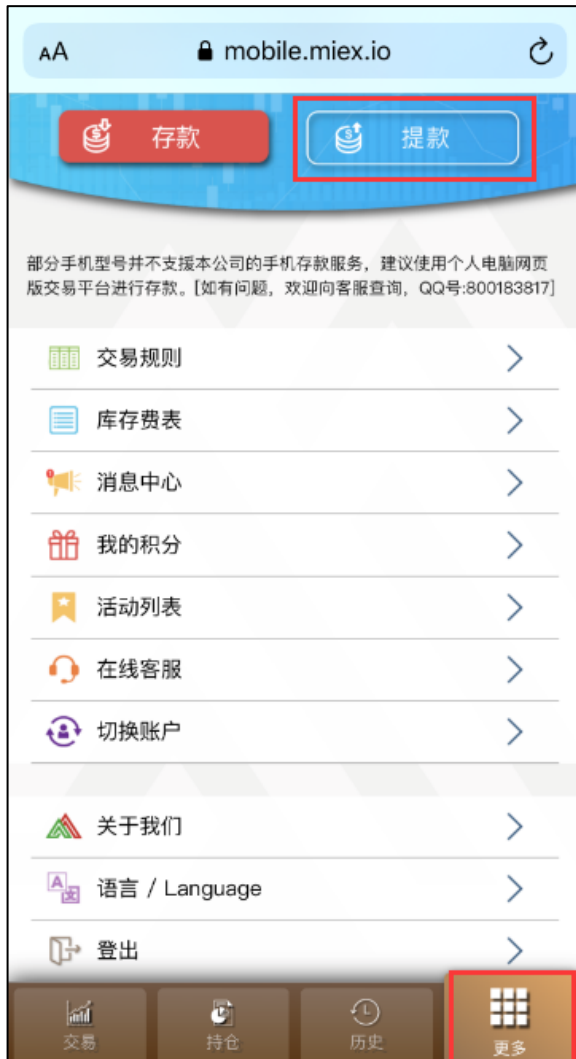 AA mobile.miex.io
存款 提款
部分手机型号并不支援本公司的手机存款服务，建议使用个人电脑网页
版交易平台进行存款。[如有问题，欢迎向客服查询，QQ号:800183817]
交易规则
库存费表
消息中心
我的积分
活动列表
在线客服
切换账户
关于我们
语言 / Language
登出
交易 持仓 历史 更多